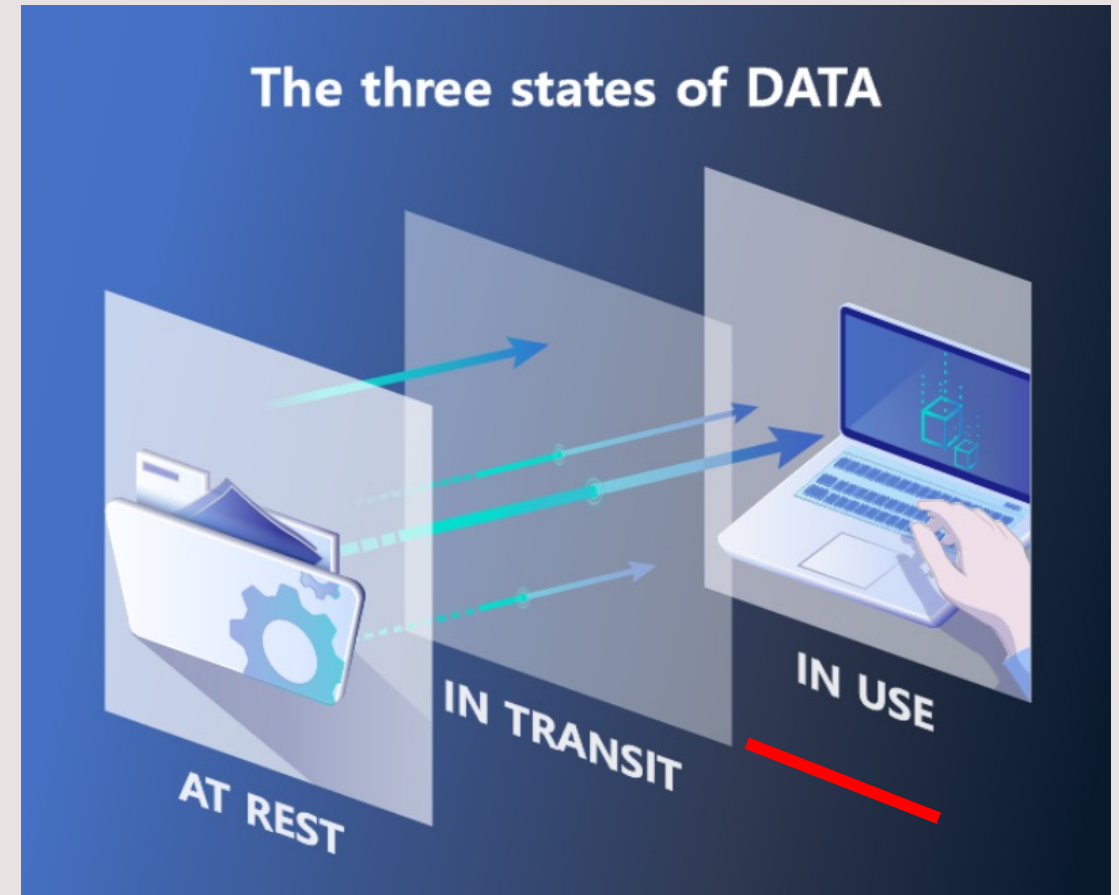 The three states of DATA
AT REST
IN TRANSIT
IN USE